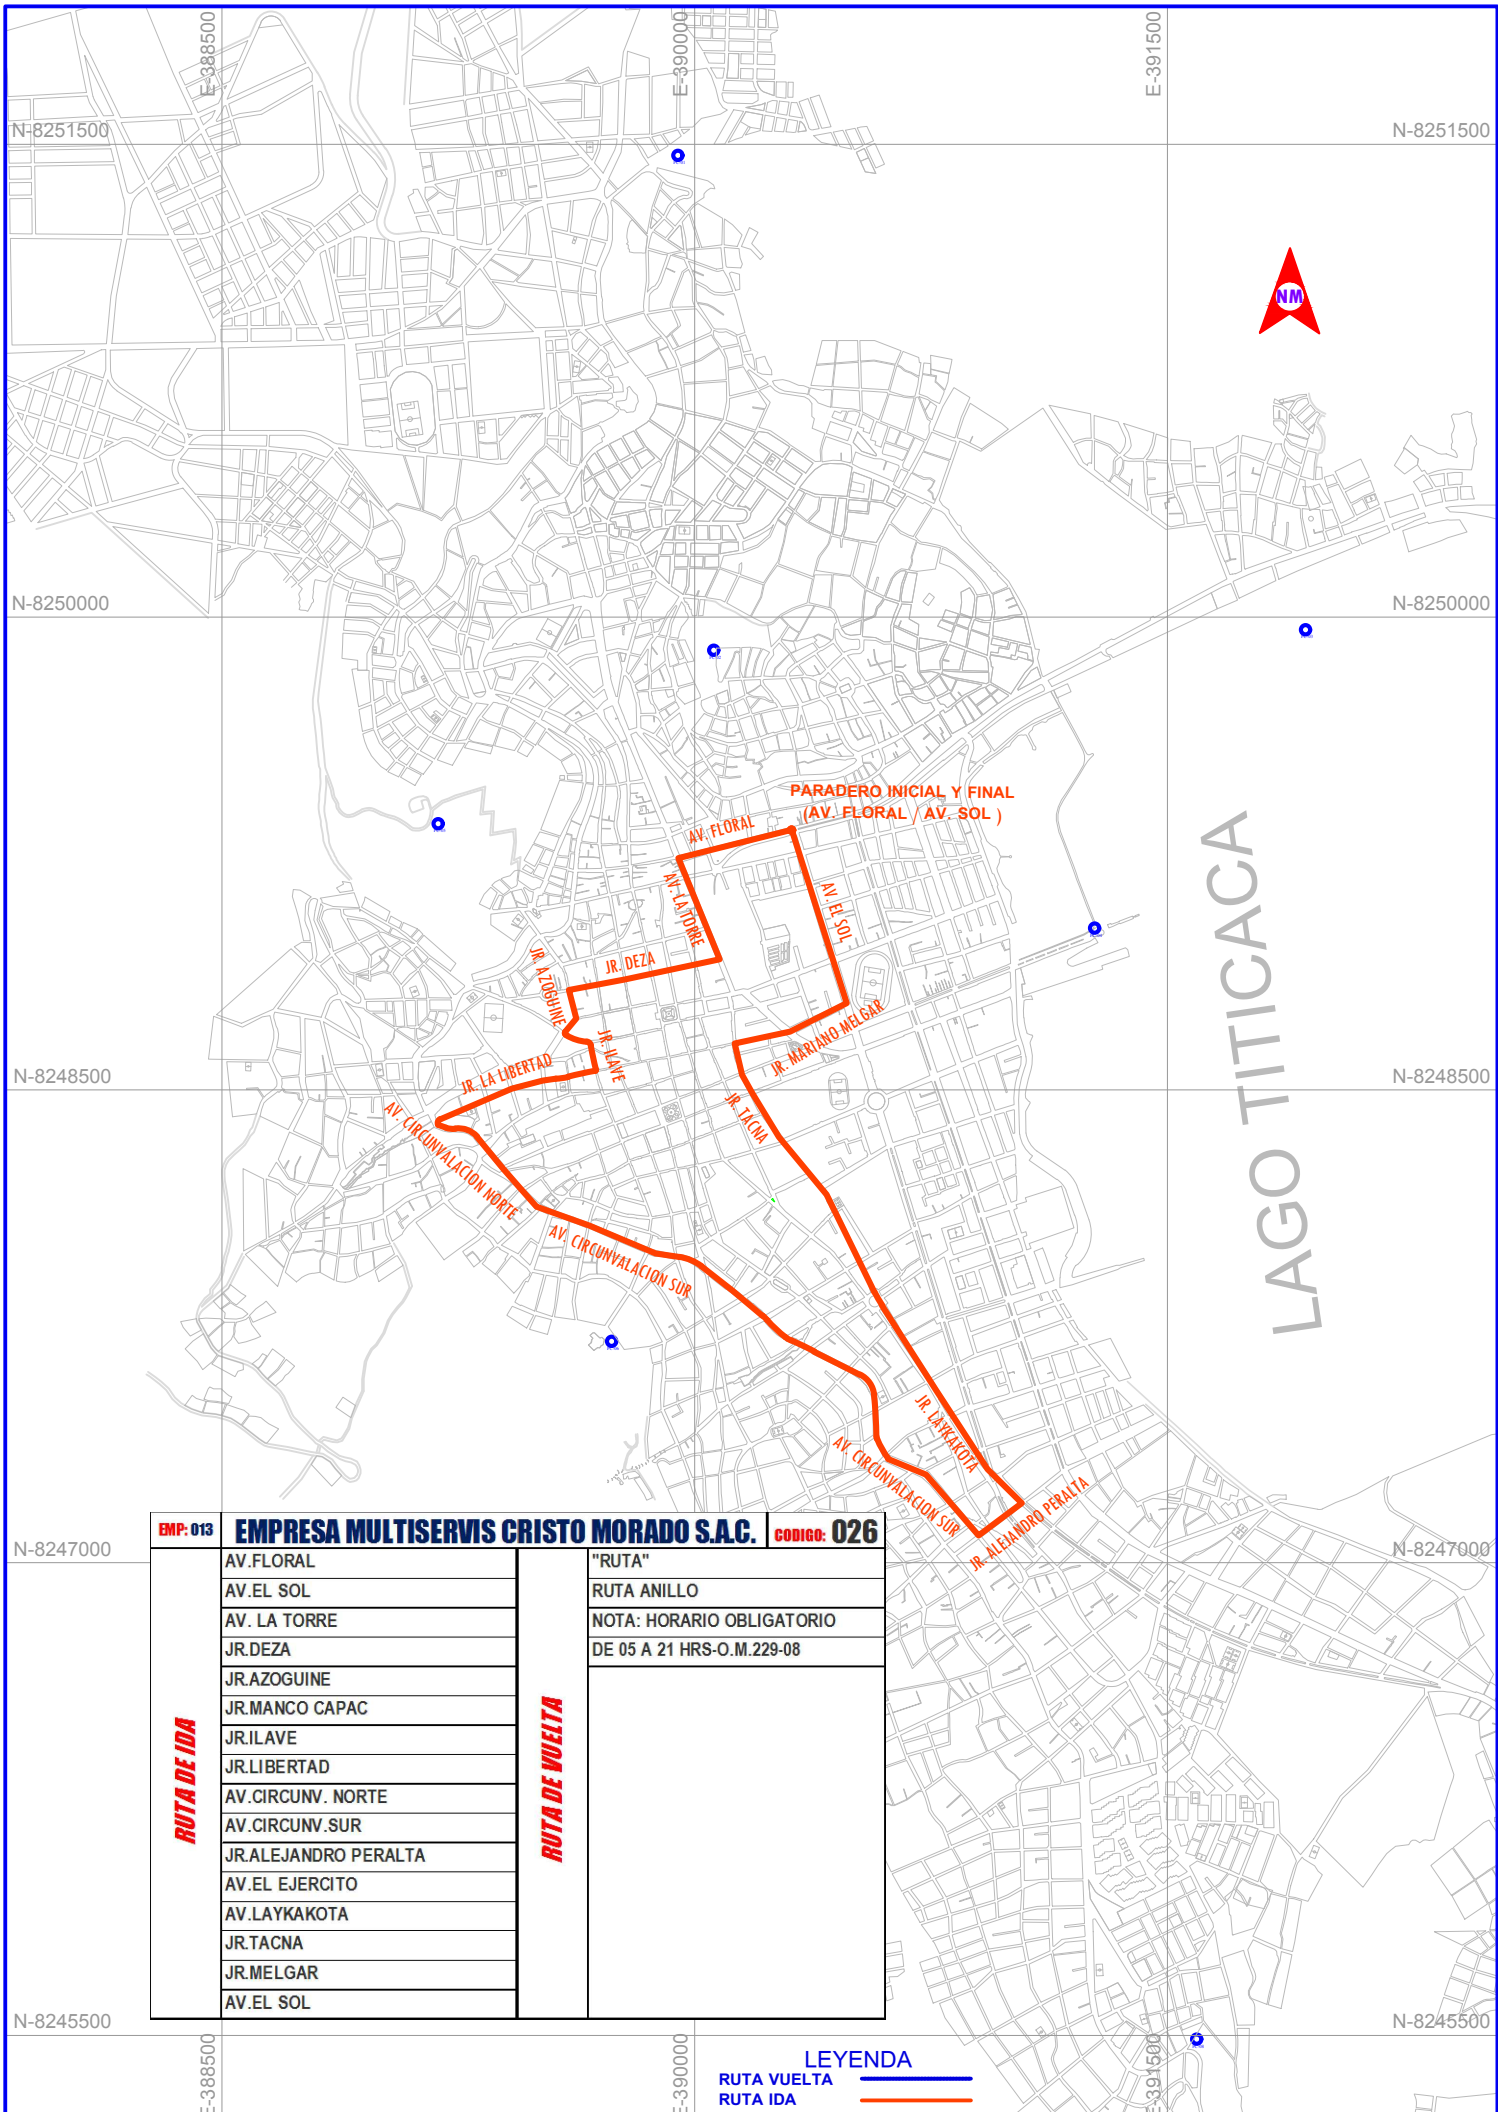 E-388500
E-390000
E-391500
N-8251500
N-8251500
NM
N-8250000
N-8250000
PARADERO INICIAL Y FINAL
(AV. FLORAL / AV. SOL )
AV. FLORAL
AV. LA TORRE
AV. EL SOL
JR. DEZA
JR. AZOGUINE
JR. ILAVE
JR. MARIANO MELGAR
JR. LA LIBERTAD
N-8248500
N-8248500
JR. TACNA
AV. CIRCUNVALACION NORTE
AV. CIRCUNVALACION SUR
LAGO TITICACA
JR. LAYKAKOTA
AV. CIRCUNVALACION SUR
JR. ALEJANDRO PERALTA
N-8247000
N-8247000
EMP: 013 EMPRESA MULTISERVIS CRISTO MORADO S.A.C. CODIGO: 026
RUTA DE IDA
AV.FLORAL
AV.EL SOL
AV. LA TORRE
JR.DEZA
JR.AZOGUINE
JR.MANCO CAPAC
JR.ILAVE
JR.LIBERTAD
AV.CIRCUNV. NORTE
AV.CIRCUNV.SUR
JR.ALEJANDRO PERALTA
AV.EL EJERCITO
AV.LAYKAKOTA
JR.TACNA
JR.MELGAR
AV.EL SOL
RUTA DE VUELTA
"RUTA"
RUTA ANILLO
NOTA: HORARIO OBLIGATORIO
DE 05 A 21 HRS-O.M.229-08
N-8245500
N-8245500
E-388500
E-390000
E-391500
LEYENDA
RUTA VUELTA
RUTA IDA